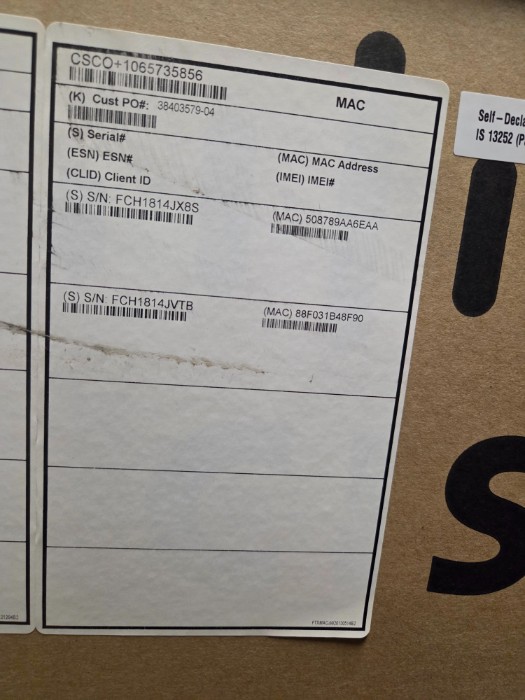 CSCO+1065735856
(K) Cust PO#: 38403579-04
MAC
(S) Serial#
(ESN) ESN#
(CLID) Client ID
(MAC) MAC Address
(IMEI) IMEI#
(S) S/N: FCH1814JX8S
(MAC) 508789AA6EAA
(S) S/N: FCH1814JVTB
(MAC) 88F031B48F90
Self-Decla
IS 13252 (P
S